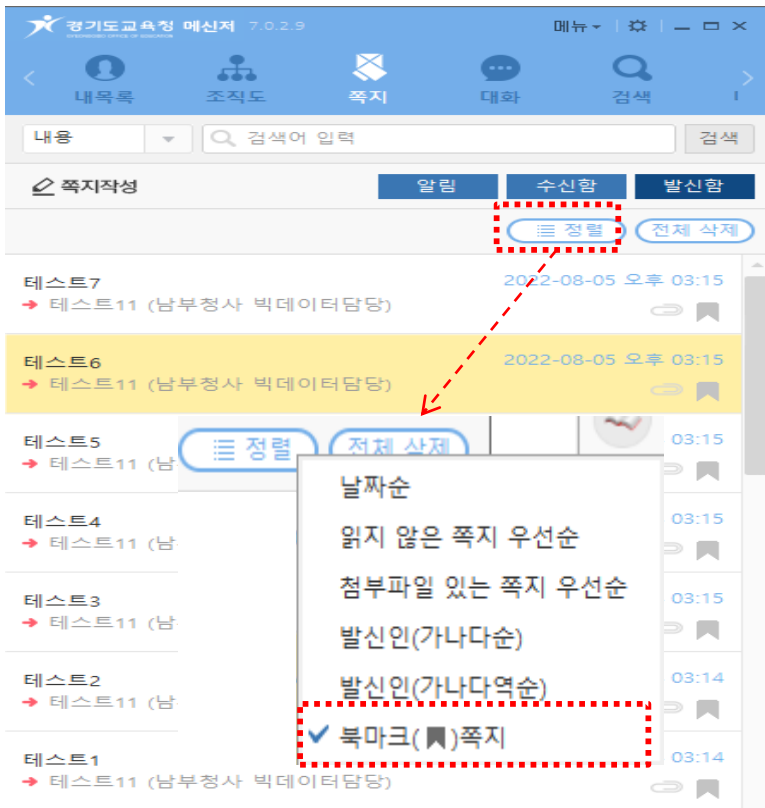 경기도교육청 메신저 7.0.2.9 메뉴
내목록 조직도 쪽지 대화 검색
내용 검색어 입력 검색
쪽지작성 알림 수신함 발신함
정렬 전체 삭제
테스트7 2022-08-05 오후 03:15
테스트11 (남부청사 빅데이터담당)
테스트6 2022-08-05 오후 03:15
테스트11 (남부청사 빅데이터담당)
테스트5 03:15
정렬 전체 삭제
테스트11 (남
날짜순
테스트4 03:15
읽지 않은 쪽지 우선순
테스트11 (남
첨부파일 있는 쪽지 우선순
테스트3 03:15
테스트11 (남
발신인(가나다순)
테스트2 03:14
발신인(가나다역순)
테스트11 (남
북마크( )쪽지
테스트1 03:14
테스트11 (남부청사 빅데이터담당)